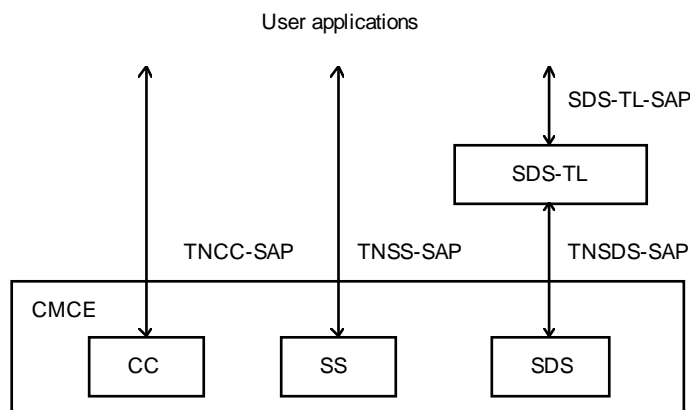 User applications
SDS-TL-SAP
SDS-TL
TNCC-SAP
TNSS-SAP
TNSDS-SAP
CMCE
CC
SS
SDS